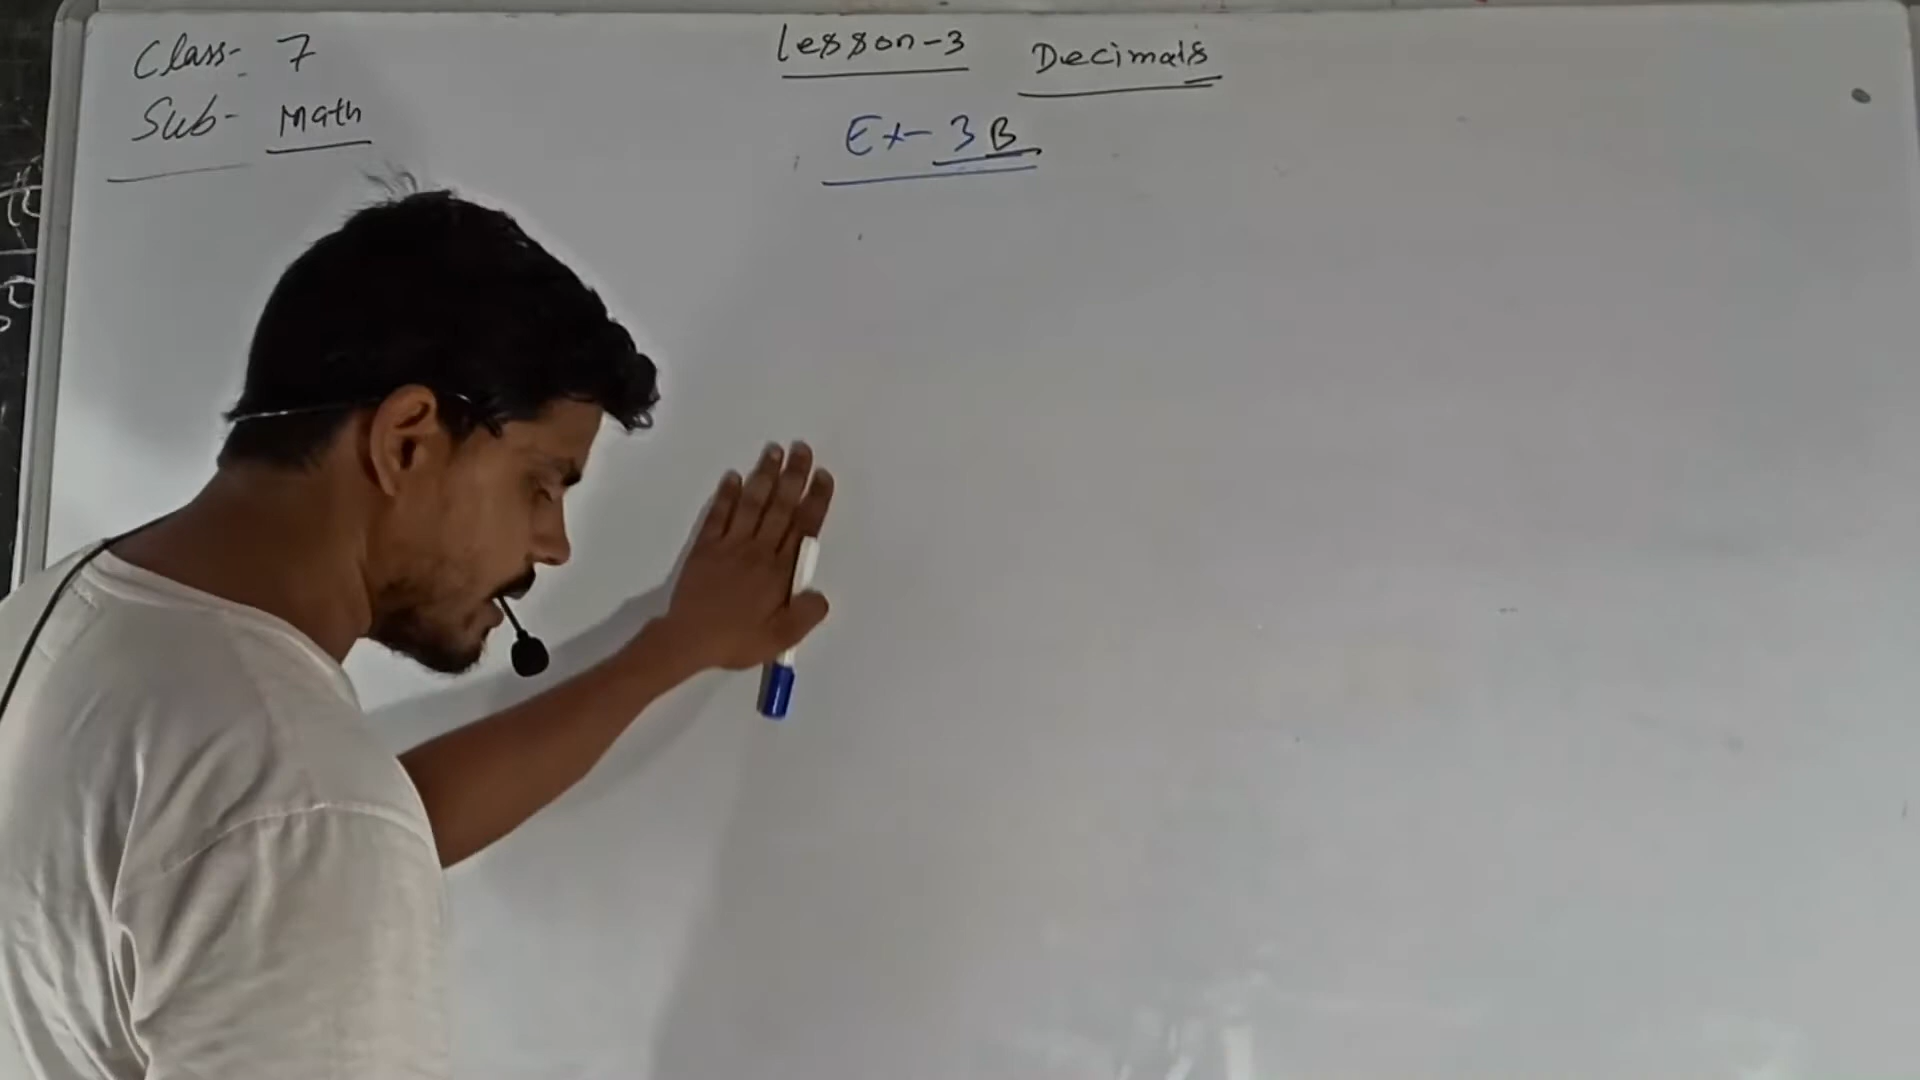 Class- 7
Sub- Math
Lesson-3 Decimals
Ex- 3B